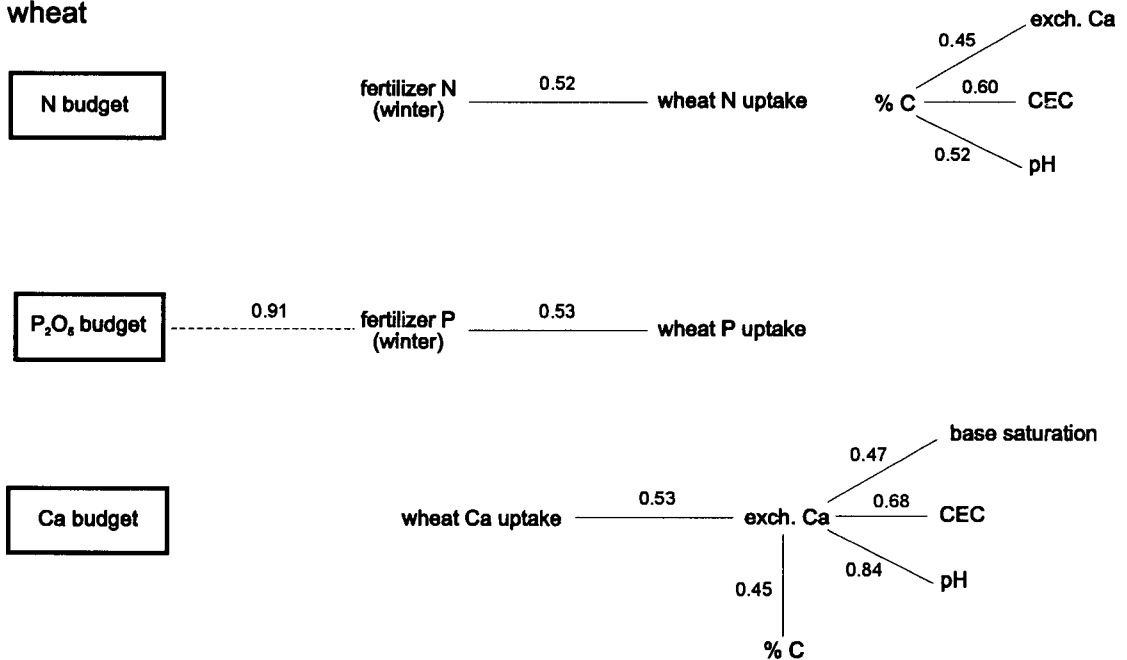 wheat
exch. Ca
0.45
N budget
fertilizer N
(winter)
0.52
wheat N uptake
% C
0.60
CEC
0.52
pH
P₂O₅ budget
0.91
fertilizer P
(winter)
0.53
wheat P uptake
base saturation
0.47
Ca budget
wheat Ca uptake
0.53
exch. Ca
0.68
CEC
0.84
pH
0.45
% C